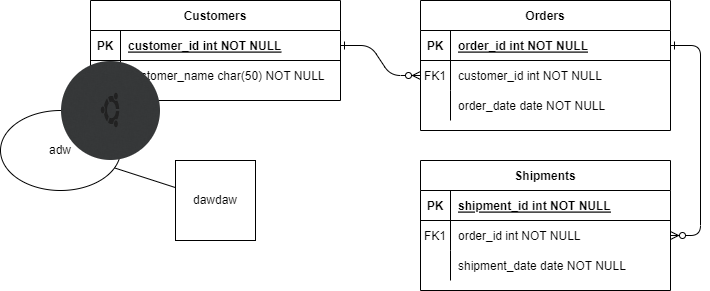 Customers
PK customer_id int NOT NULL
char(50) NOT NULL
Orders
PK order_id int NOT NULL
FK1 customer_id int NOT NULL
order_date date NOT NULL
Shipments
PK shipment_id int NOT NULL
FK1 order_id int NOT NULL
shipment_date date NOT NULL
adw
dawdaw